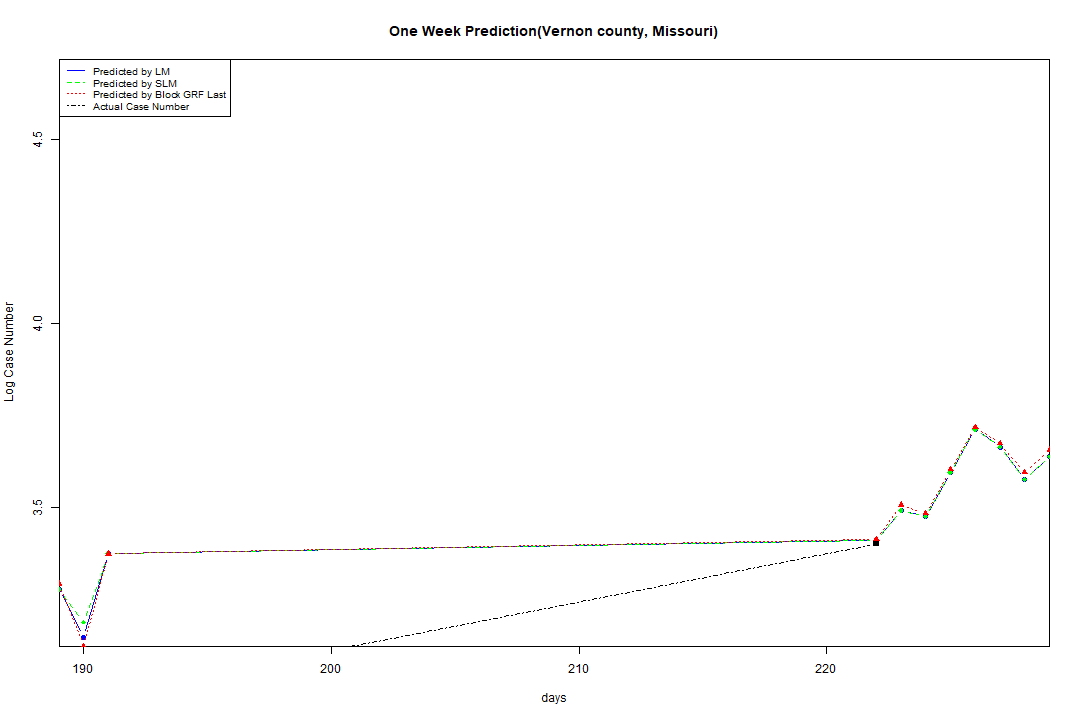 One Week Prediction(Vernon county, Missouri)
Predicted by LM
Predicted by SLM
Predicted by Block GRF Last
Actual Case Number
4.5
4.0
3.5
Log Case Number
190 200 210 220
days